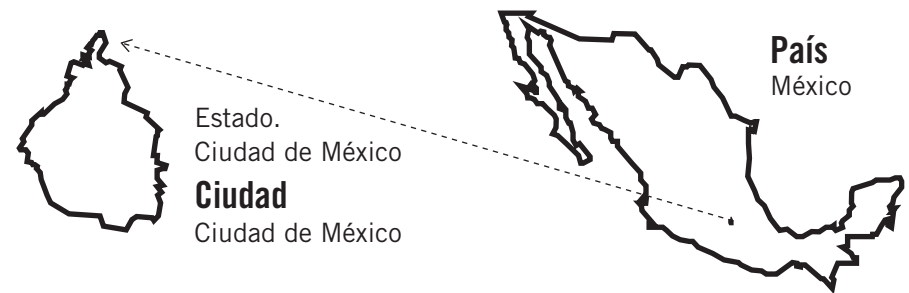 Estado.
Ciudad de México
Ciudad
Ciudad de México
País
México